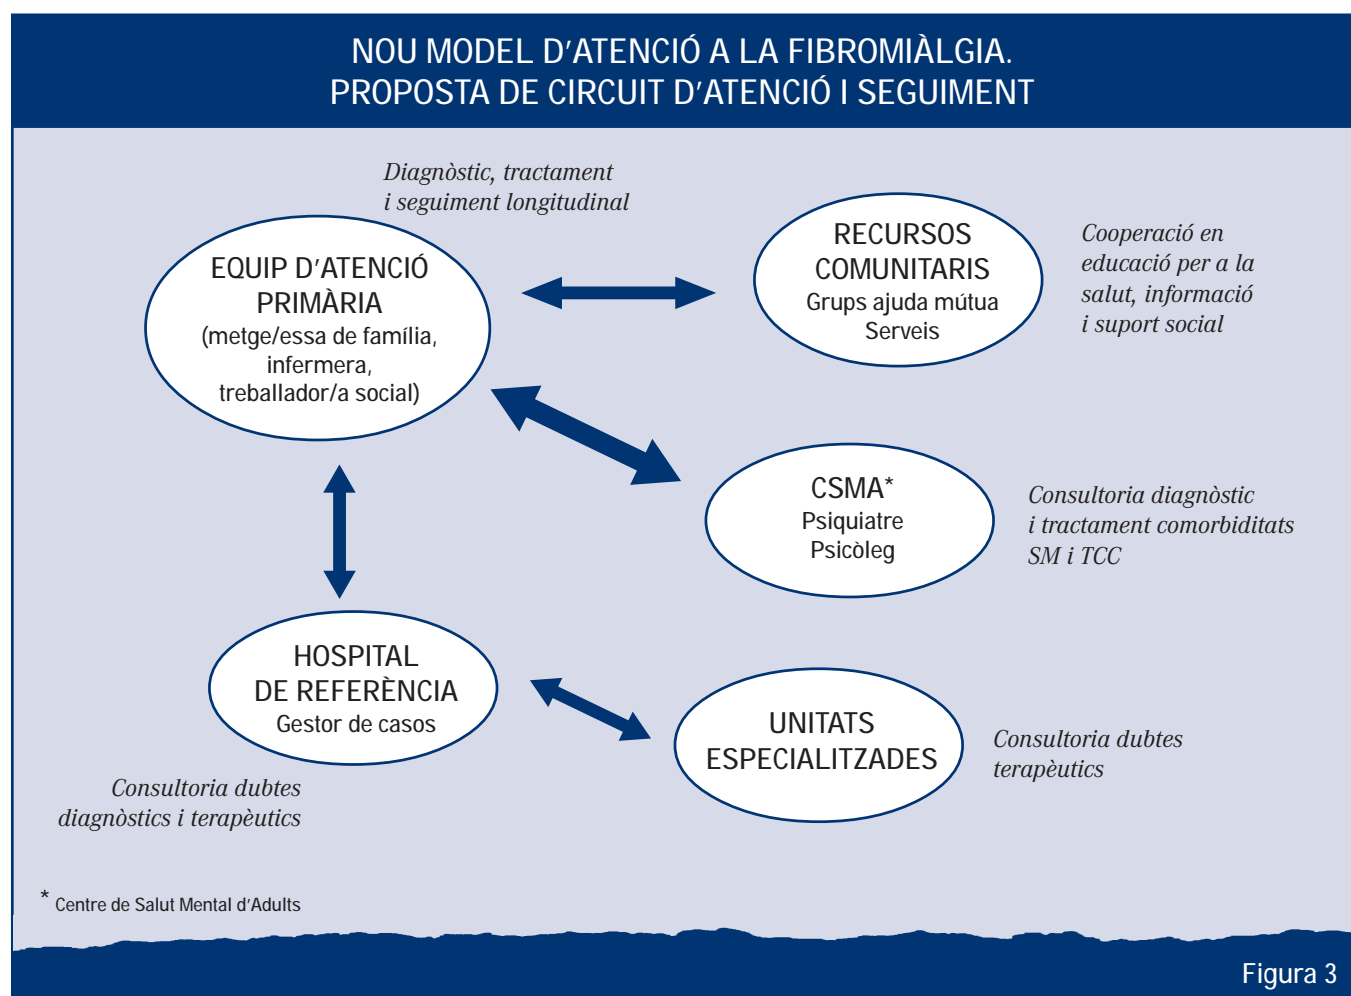 NOU MODEL D'ATENCIÓ A LA FIBROMIÀLGIA.
PROPOSTA DE CIRCUIT D'ATENCIÓ I SEGUIMENT
Diagnòstic, tractament
i seguiment longitudinal
EQUIP D'ATENCIÓ
PRIMÀRIA
(metge/essa de família,
infermera,
treballador/a social)
RECURSOS
COMUNITARIS
Grups ajuda mútua
Serveis
Cooperació en
educació per a la
salut, informació
i suport social
CSMA*
Psiquiatre
Psicòleg
Consultoria diagnòstic
i tractament comorbiditats
SM i TCC
HOSPITAL
DE REFERÈNCIA
Gestor de casos
Consultoria dubtes
diagnòstics i terapèutics
UNITATS
ESPECIALITZADES
Consultoria dubtes
terapèutics
* Centre de Salut Mental d'Adults
Figura 3